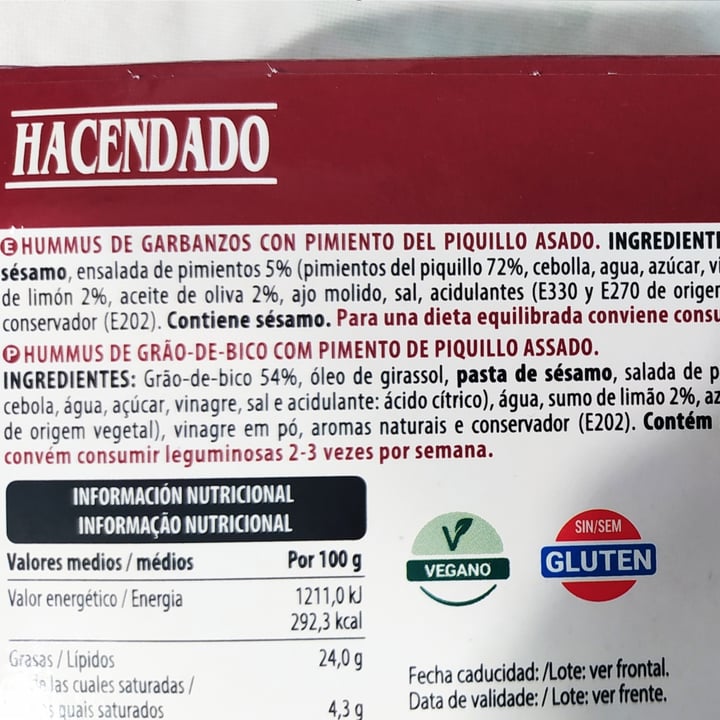 HACENDADO
E HUMMUS DE GARBANZOS CON PIMIENTO DEL PIQUILLO ASADO. INGREDIENT
sésamo, ensalada de pimientos 5% (pimientos del piquillo 72%, cebolla, agua, azúcar, vi
de limón 2%, aceite de oliva 2%, ajo molido, sal, acidulantes (E330 y E270 de origen
conservador (E202). Contiene sésamo. Para una dieta equilibrada conviene consu
P HUMMUS DE GRÃO-DE-BICO COM PIMENTO DE PIQUILLO ASSADO.
INGREDIENTES: Grão-de-bico 54%, óleo de girassol, pasta de sésamo, salada de p
cebola, água, açúcar, vinagre, sal e acidulante: ácido cítrico), água, sumo de limão 2%, az
de origem vegetal), vinagre em pó, aromas naturais e conservador (E202). Contém
convém consumir leguminosas 2-3 vezes por semana.
INFORMACIÓN NUTRICIONAL
INFORMAÇÃO NUTRICIONAL
Valores medios / médios Por 100 g
Valor energético / Energia 1211,0 kJ
292,3 kcal
Grasas / Lípidos 24,0 g
de las cuales saturadas /
quais saturados 4,3 g
VEGANO
SIN/SEM
GLUTEN
Fecha caducidad: /Lote: ver frontal.
Data de validade: / Lote: ver frente.